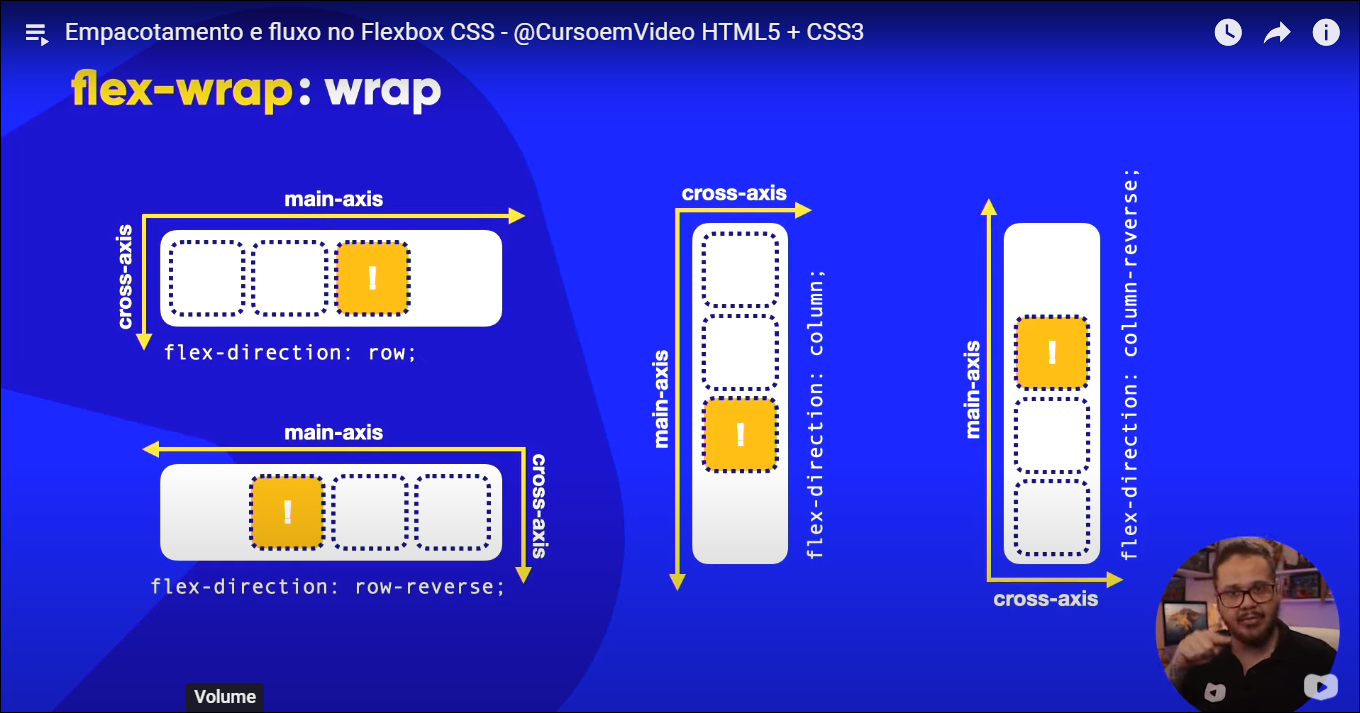 Empacotamento e fluxo no Flexbox CSS - @CursoemVideo HTML5 + CSS3
flex-wrap: wrap
main-axis
cross-axis
!
flex-direction: row;
main-axis
cross-axis
!
flex-direction: row-reverse;
cross-axis
main-axis
!
flex-direction: column;
main-axis
!
flex-direction: column-reverse;
cross-axis
Volume